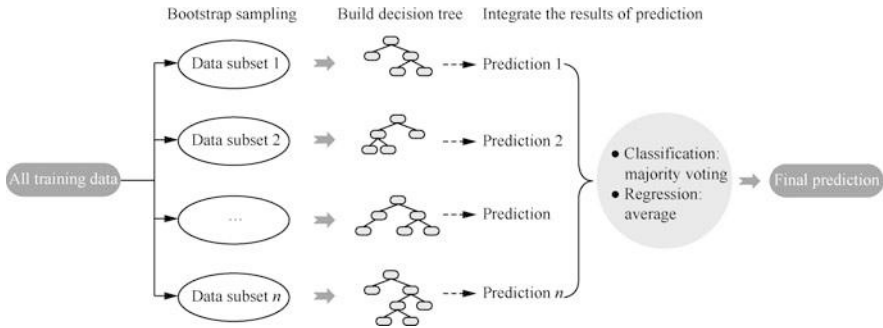 Bootstrap sampling
Build decision tree
Integrate the results of prediction
Data subset 1
Prediction 1
Data subset 2
Prediction 2
All training data
● Classification:
majority voting
● Regression:
average
Final prediction
...
Prediction
Data subset n
Prediction n